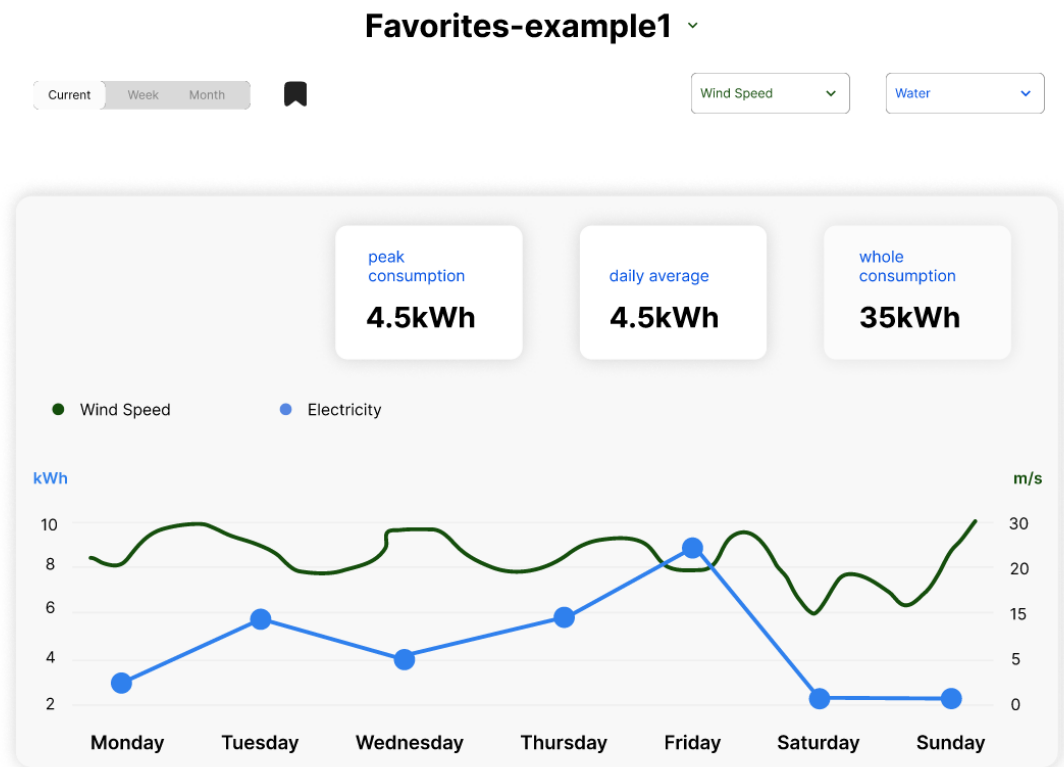 Favorites-example1
Current Week Month
Wind Speed
Water
peak
consumption
4.5kWh
daily average
4.5kWh
whole
consumption
35kWh
Wind Speed
Electricity
kWh
m/s
10
8
6
4
2
30
20
15
5
0
Monday Tuesday Wednesday Thursday Friday Saturday Sunday